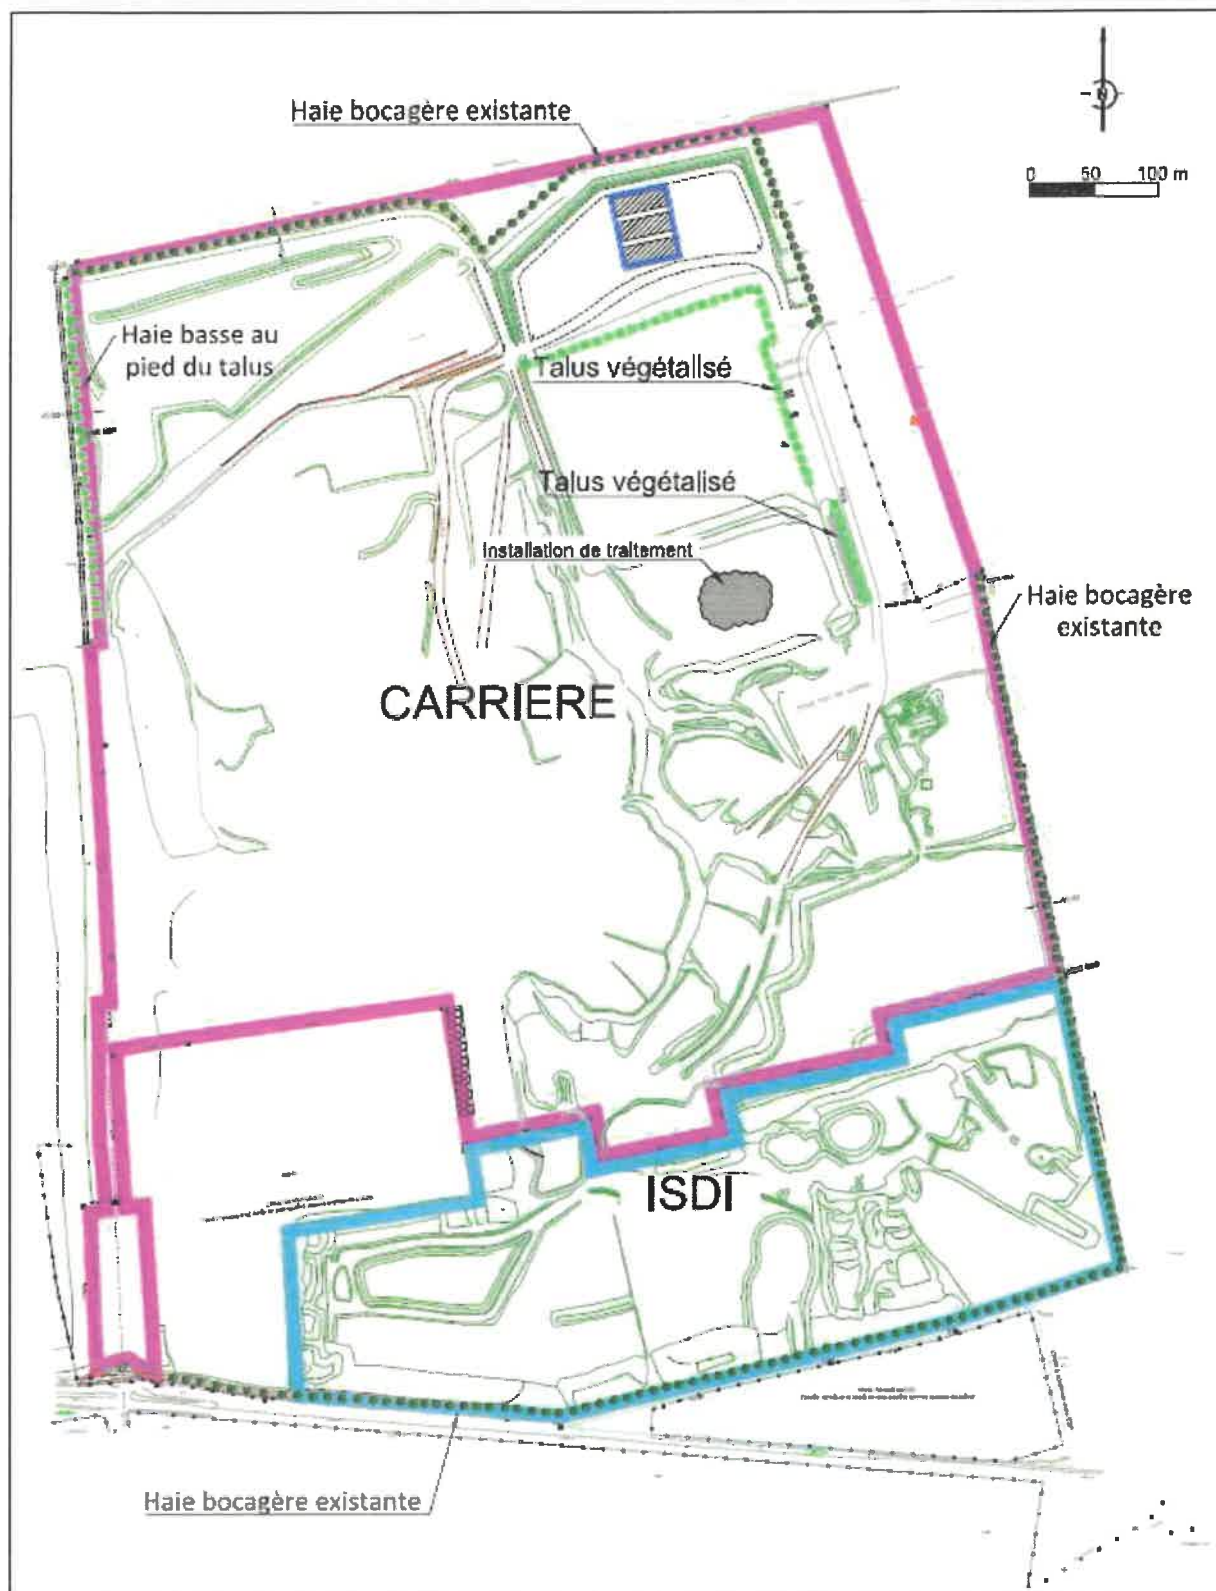 Haie bocagère existante
N
0 50 100 m
Haie basse au
pied du talus
Talus végétalisé
Talus végétalisé
Installation de traitement
Haie bocagère
existante
CARRIERE
ISDI
Haie bocagère existante